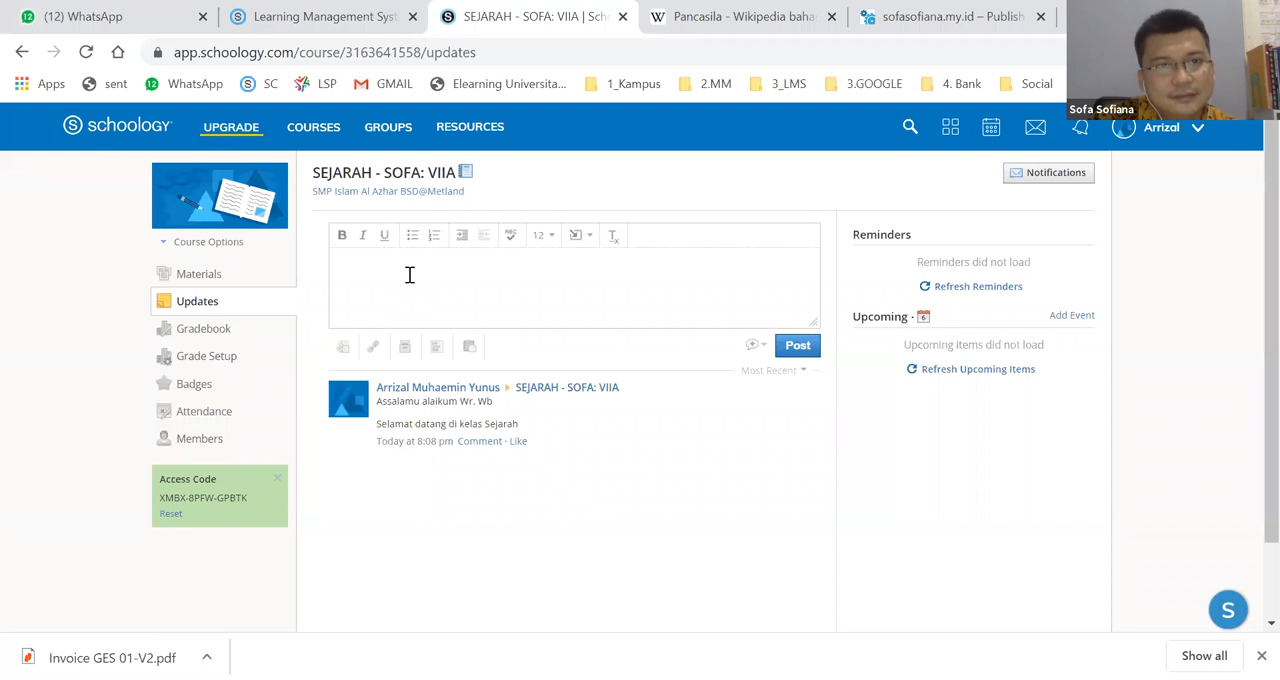 (12) WhatsApp
Learning Management Syst
SEJARAH - SOFA: VIIA | Sch
Pancasila - Wikipedia baha
sofasofiana.my.id – Publish
app.schoology.com/course/3163641558/updates
Apps
sent
WhatsApp
SC
LSP
GMAIL
Elearning Universita...
1_Kampus
2.MM
3_LMS
3.GOOGLE
4. Bank
Social
Sofa Sofiana
schoology
UPGRADE
COURSES
GROUPS
RESOURCES
Arrizal
SEJARAH - SOFA: VIIA
SMP Islam Al Azhar BSD@Metland
Notifications
Course Options
Materials
Updates
Gradebook
Grade Setup
Badges
Attendance
Members
Access Code
XMBX-8PFW-GPBTK
Reset
B I U ABC 12 Tx
Post
Most Recent
Arrizal Muhaemin Yunus SEJARAH - SOFA: VIIA
Assalamu alaikum Wr. Wb
Selamat datang di kelas Sejarah
Today at 8:08 pm Comment · Like
Reminders
Reminders did not load
Refresh Reminders
Upcoming · 6 Add Event
Upcoming items did not load
Refresh Upcoming Items
S
Invoice GES 01-V2.pdf
Show all